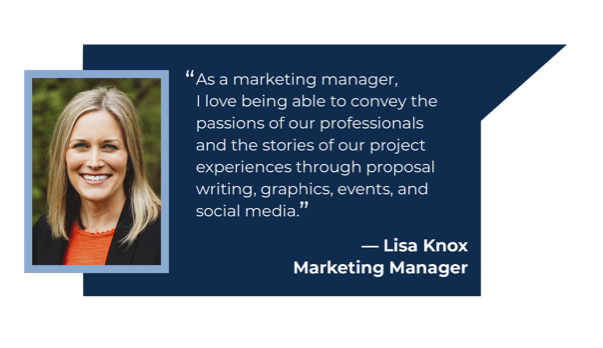 “As a marketing manager,
I love being able to convey the
passions of our professionals
and the stories of our project
experiences through proposal
writing, graphics, events, and
social media.”
— Lisa Knox
Marketing Manager